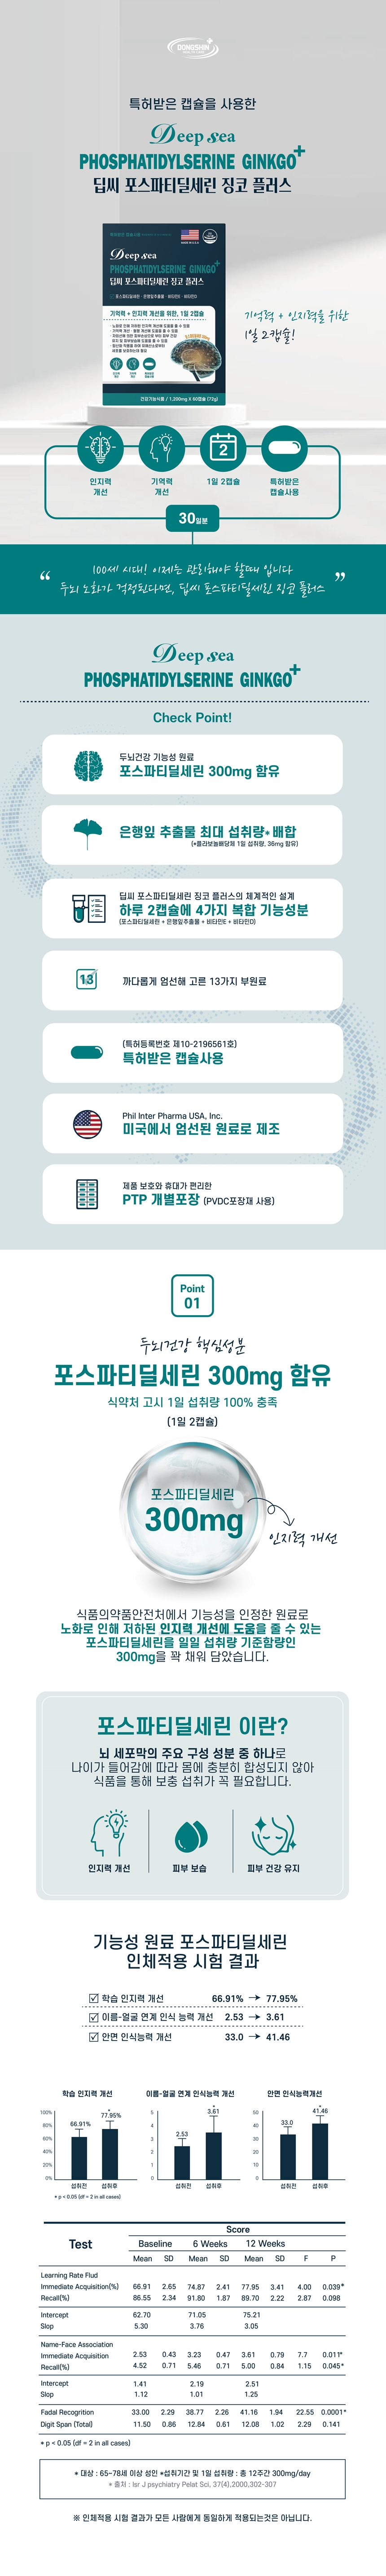 DONGSHIN
특허받은 캡슐을 사용한
Deep sea
PHOSPHATIDYLSERINE GINKGO+
딥씨 포스파티딜세린 징코 플러스
Deep sea
PHOSPHATIDYLSERINE GINKGO+
딥씨 포스파티딜세린 징코 플러스
포스파티딜세린 · 은행잎추출물 · 비타민E · 비타민D
기억력 + 인지력 개선을 위한, 1일 2캡슐
건강기능식품 / 1,200mg X 60캡슐 (72g)
기억력 + 인지력을 위한
1일 2캡슐!
2
인지력
개선
기억력
개선
1일 2캡슐
특허받은
캡슐사용
30일분
“ 100세 시대! 이제는 관리해야 할때 입니다 ”
두뇌 노화가 걱정된다면, 딥씨 포스파티딜세린 징코 플러스
Deep sea
PHOSPHATIDYLSERINE GINKGO+
Check Point!
두뇌건강 기능성 원료
포스파티딜세린 300mg 함유
은행잎 추출물 최대 섭취량* 배합
(*플라보놀배당체 1일 섭취량, 36mg 함유)
딥씨 포스파티딜세린 징코 플러스의 체계적인 설계
하루 2캡슐에 4가지 복합 기능성분
(포스파티딜세린 + 은행잎추출물 + 비타민E + 비타민D)
13
까다롭게 엄선해 고른 13가지 부원료
(특허등록번호 제10-2196561호)
특허받은 캡슐사용
Phil Inter Pharma USA, Inc.
미국에서 엄선된 원료로 제조
제품 보호와 휴대가 편리한
PTP 개별포장 (PVDC포장재 사용)
Point
01
두뇌건강 핵심성분
포스파티딜세린 300mg 함유
식약처 고시 1일 섭취량 100% 충족
(1일 2캡슐)
포스파티딜세린
300mg
인지력 개선
식품의약품안전처에서 기능성을 인정한 원료로
노화로 인해 저하된 인지력 개선에 도움을 줄 수 있는
포스파티딜세린을 일일 섭취량 기준함량인
300mg을 꽉 채워 담았습니다.
포스파티딜세린 이란?
뇌 세포막의 주요 구성 성분 중 하나로
나이가 들어감에 따라 몸에 충분히 합성되지 않아
식품을 통해 보충 섭취가 꼭 필요합니다.
인지력 개선
피부 보습
피부 건강 유지
기능성 원료 포스파티딜세린
인체적용 시험 결과
학습 인지력 개선 66.91% → 77.95%
이름-얼굴 연계 인식 능력 개선 2.53 → 3.61
안면 인식능력 개선 33.0 → 41.46
학습 인지력 개선
100%
80%
60%
40%
20%
0%
66.91%
*
77.95%
섭취전 섭취후
* p < 0.05 (df = 2 in all cases)
이름-얼굴 연계 인식능력 개선
5
4
3
2
1
0
2.53
*
3.61
섭취전 섭취후
안면 인식능력개선
50
40
30
20
10
0
33.0
*
41.46
섭취전 섭취후
Score
Test Baseline 6 Weeks 12 Weeks
Mean SD Mean SD Mean SD F P
Learning Rate Flud
Immediate Acquisition(%) 66.91 2.65 74.87 2.41 77.95 3.41 4.00 0.039*
Recall(%) 86.55 2.34 91.80 1.87 89.70 2.22 2.87 0.098
Intercept 62.70 71.05 75.21
Slop 5.30 3.76 3.05
Name-Face Association
Immediate Acquisition 2.53 0.43 3.23 0.47 3.61 0.79 7.7 0.011*
Recall(%) 4.52 0.71 5.46 0.71 5.00 0.84 1.15 0.045*
Intercept 1.41 2.19 2.51
Slop 1.12 1.01 1.25
Fadal Recogrition 33.00 2.29 38.77 2.26 41.16 1.94 22.55 0.0001*
Digit Span (Total) 11.50 0.86 12.84 0.61 12.08 1.02 2.29 0.141
* p < 0.05 (df = 2 in all cases)
* 대상 : 65~78세 이상 성인 *섭취기간 및 1일 섭취량 : 총 12주간 300mg/day
* 출처 : Isr J psychiatry Pelat Sci, 37(4),2000,302-307
※ 인체적용 시험 결과가 모든 사람에게 동일하게 적용되는것은 아닙니다.